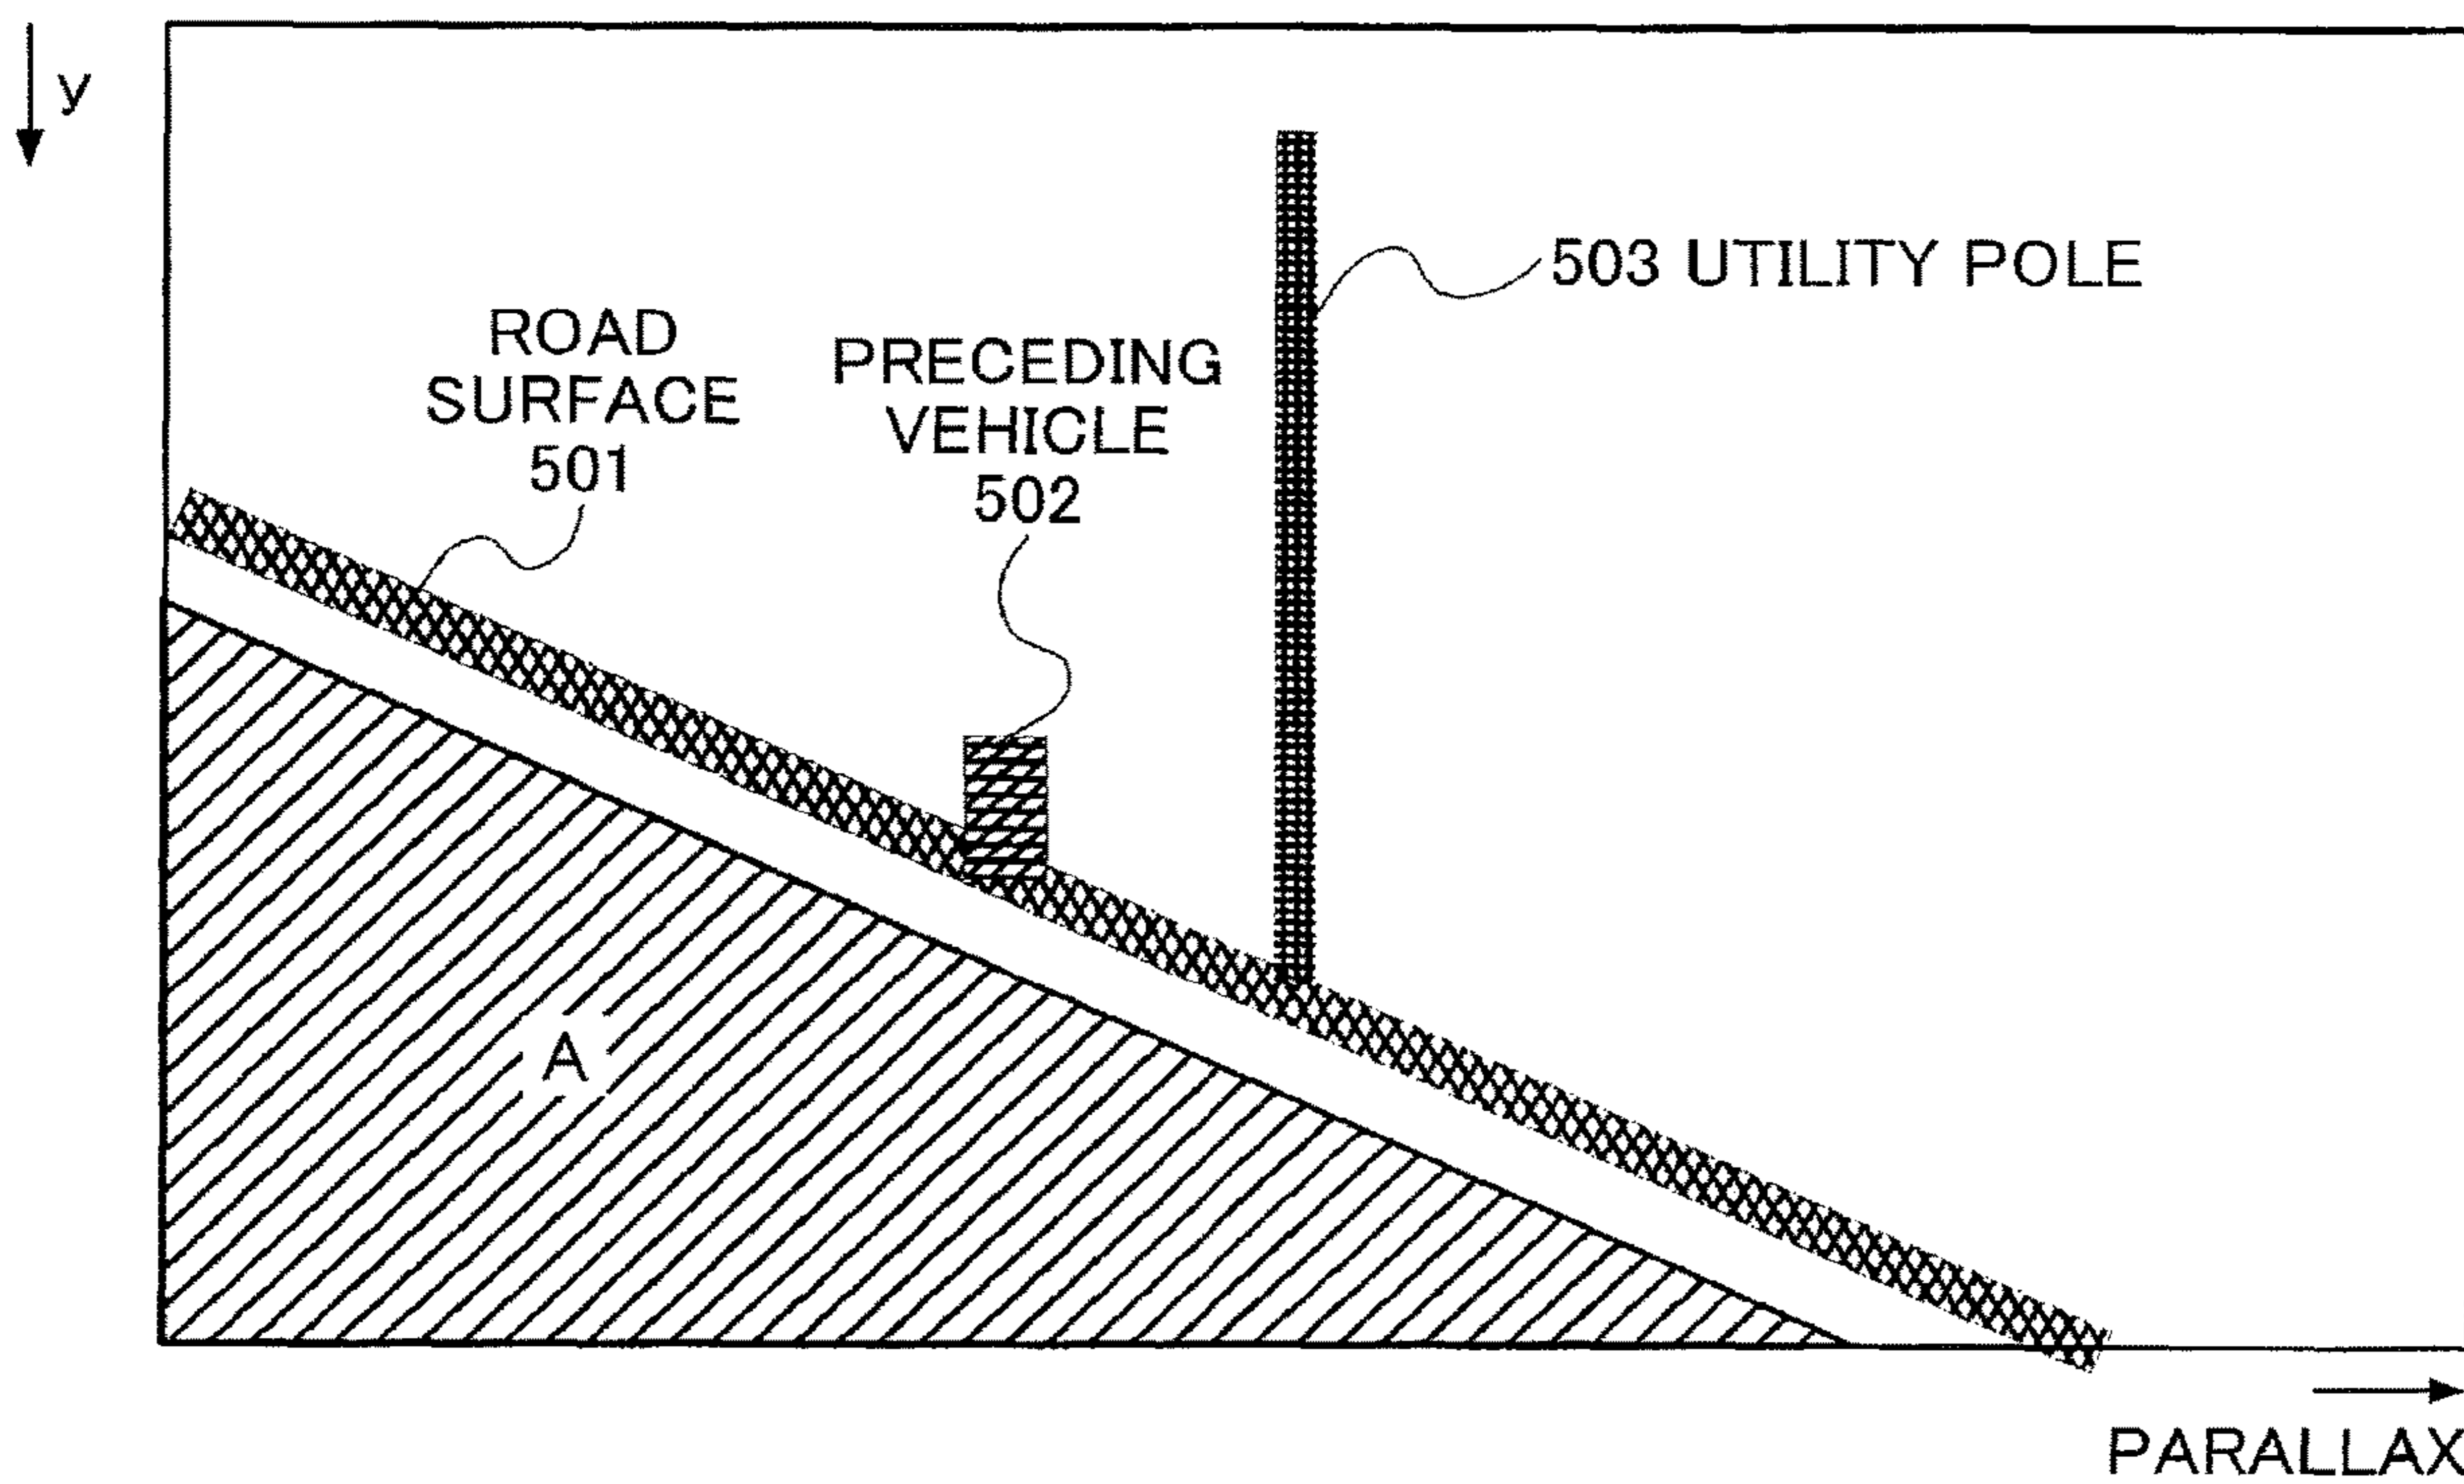 y
503 UTILITY POLE
ROAD
SURFACE
501
PRECEDING
VEHICLE
502
A
PARALLAX